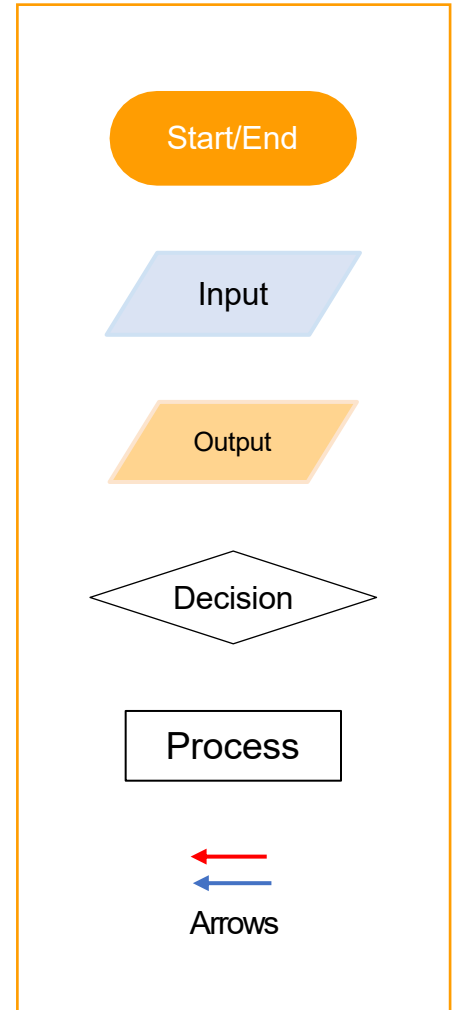 Start/End
Input
Output
Decision
Process
Arrows